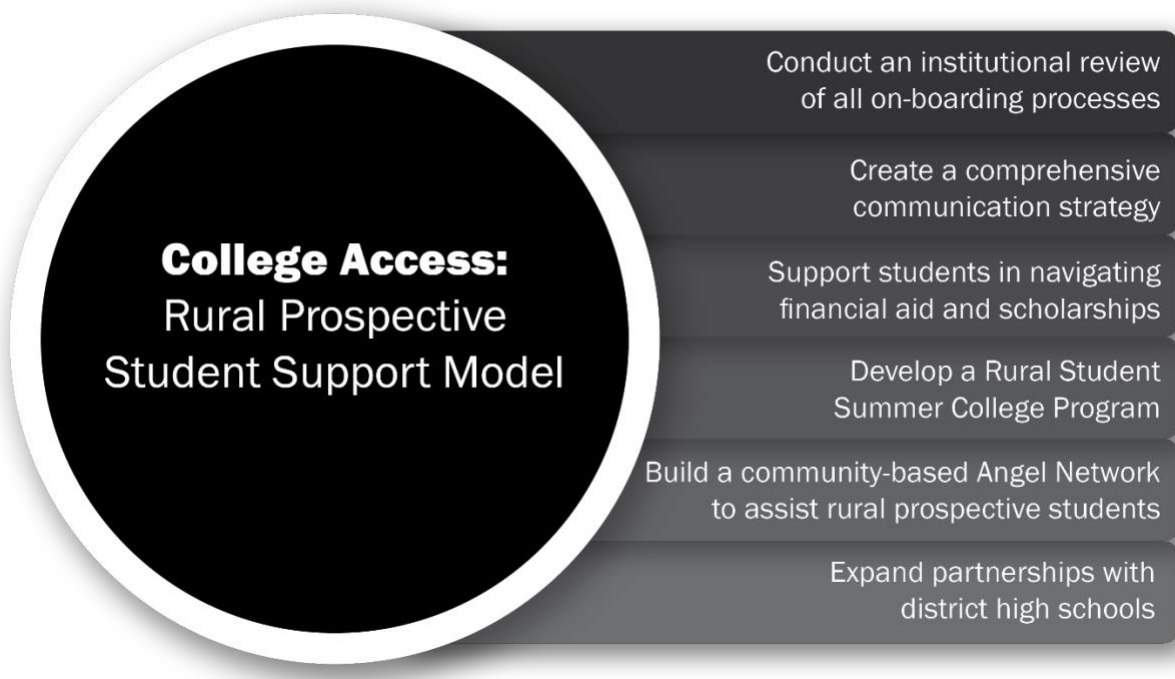 College Access:
Rural Prospective
Student Support Model
Conduct an institutional review
of all on-boarding processes
Create a comprehensive
communication strategy
Support students in navigating
financial aid and scholarships
Develop a Rural Student
Summer College Program
Build a community-based Angel Network
to assist rural prospective students
Expand partnerships with
district high schools